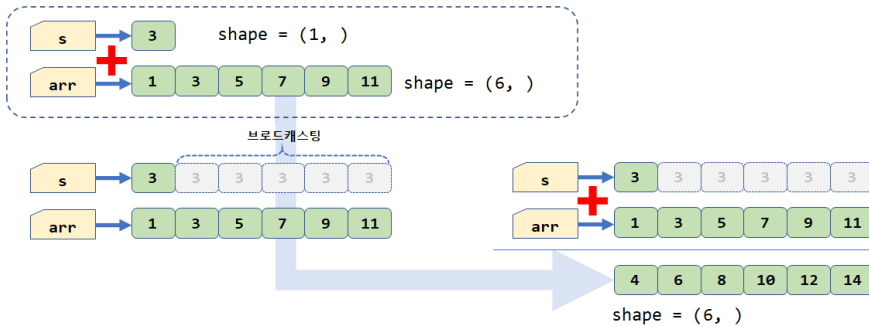 s 3 shape = (1, )
arr 1 3 5 7 9 11 shape = (6, )
브로드캐스팅
s 3 3 3 3 3 3
arr 1 3 5 7 9 11
s 3 3 3 3 3 3
arr 1 3 5 7 9 11
4 6 8 10 12 14
shape = (6, )